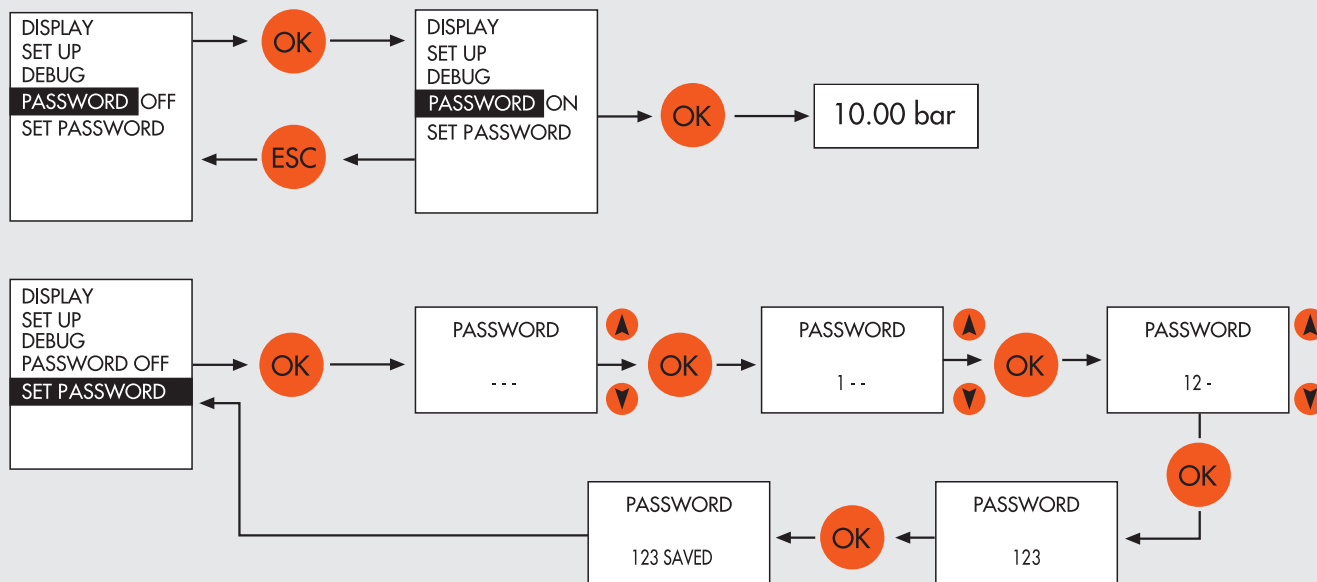 DISPLAY
SET UP
DEBUG
PASSWORD OFF
SET PASSWORD
OK
ESC
DISPLAY
SET UP
DEBUG
PASSWORD ON
SET PASSWORD
OK
10.00 bar
DISPLAY
SET UP
DEBUG
PASSWORD OFF
SET PASSWORD
OK
PASSWORD
- - -
OK
PASSWORD
1 - -
OK
PASSWORD
12 -
OK
PASSWORD
123
OK
PASSWORD
123 SAVED